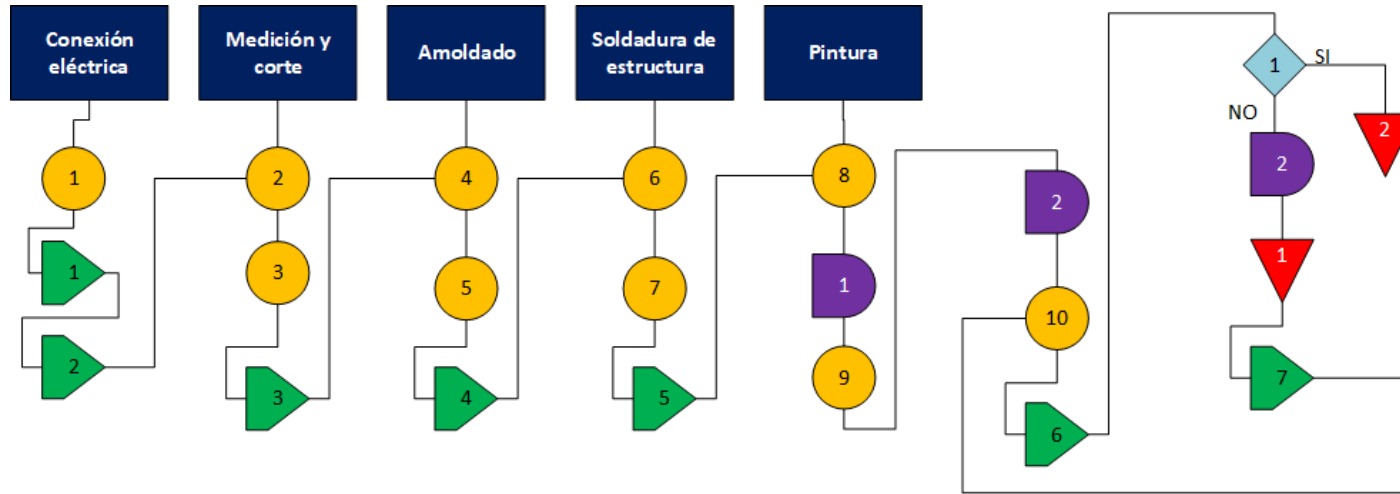 Conexión
eléctrica
Medición y
corte
Amoldado
Soldadura de
estructura
Pintura
1
1
2
2
3
3
4
5
4
6
7
5
8
1
9
2
10
6
1
SI
NO
2
2
1
7